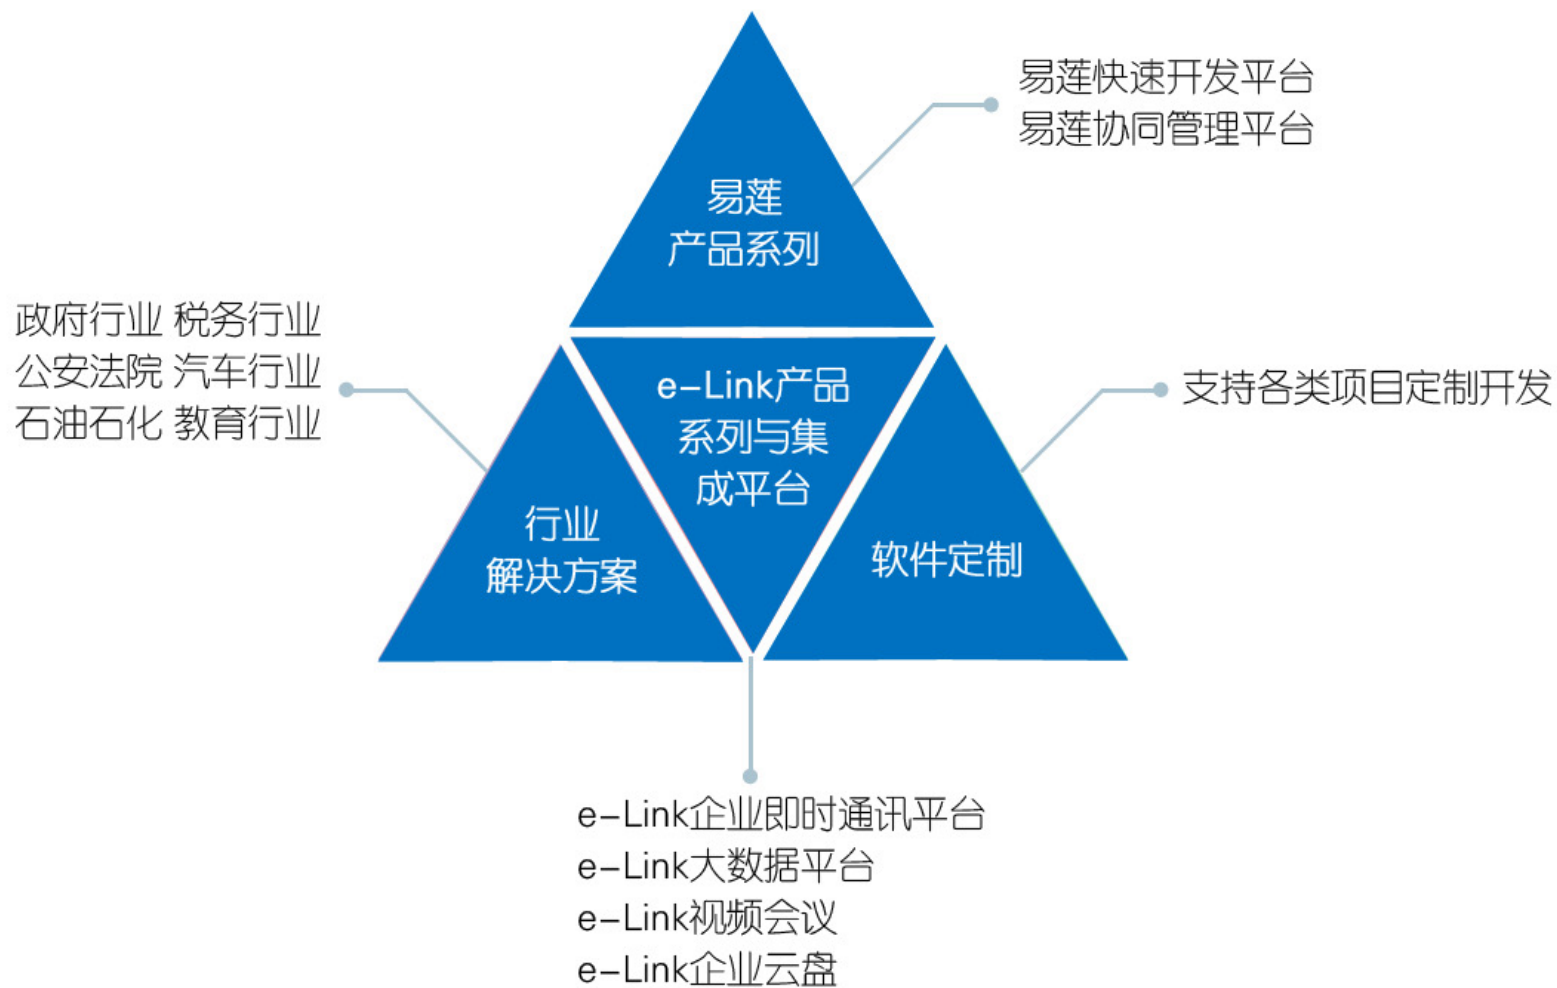 易莲快速开发平台
易莲协同管理平台
易莲
产品系列
政府行业 税务行业
公安法院 汽车行业
石油石化 教育行业
e-Link产品
系列与集
成平台
支持各类项目定制开发
行业
解决方案
软件定制
e-Link企业即时通讯平台
e-Link大数据平台
e-Link视频会议
e-Link企业云盘